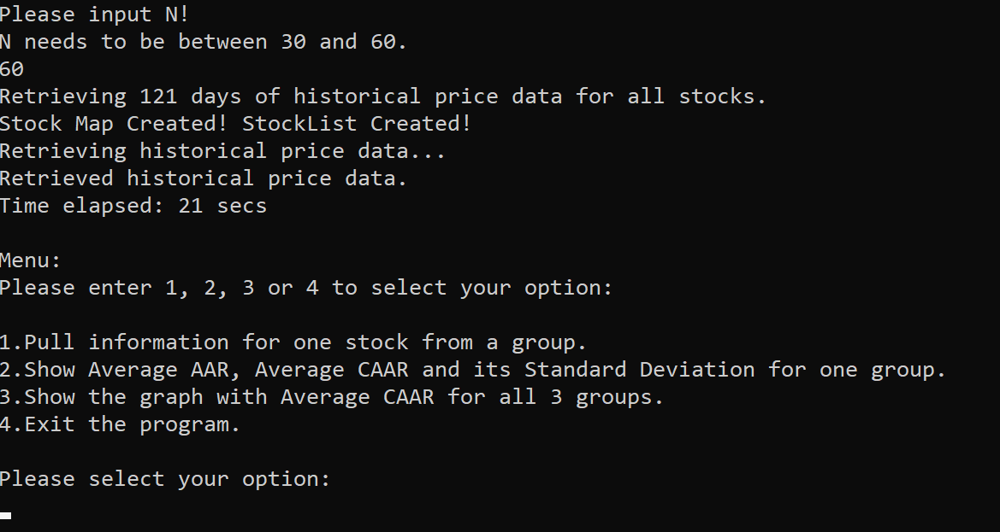 Please input N!
N needs to be between 30 and 60.
60
Retrieving 121 days of historical price data for all stocks.
Stock Map Created! StockList Created!
Retrieving historical price data...
Retrieved historical price data.
Time elapsed: 21 secs
Menu:
Please enter 1, 2, 3 or 4 to select your option:
1.Pull information for one stock from a group.
2.Show Average AAR, Average CAAR and its Standard Deviation for one group.
3.Show the graph with Average CAAR for all 3 groups.
4.Exit the program.
Please select your option: